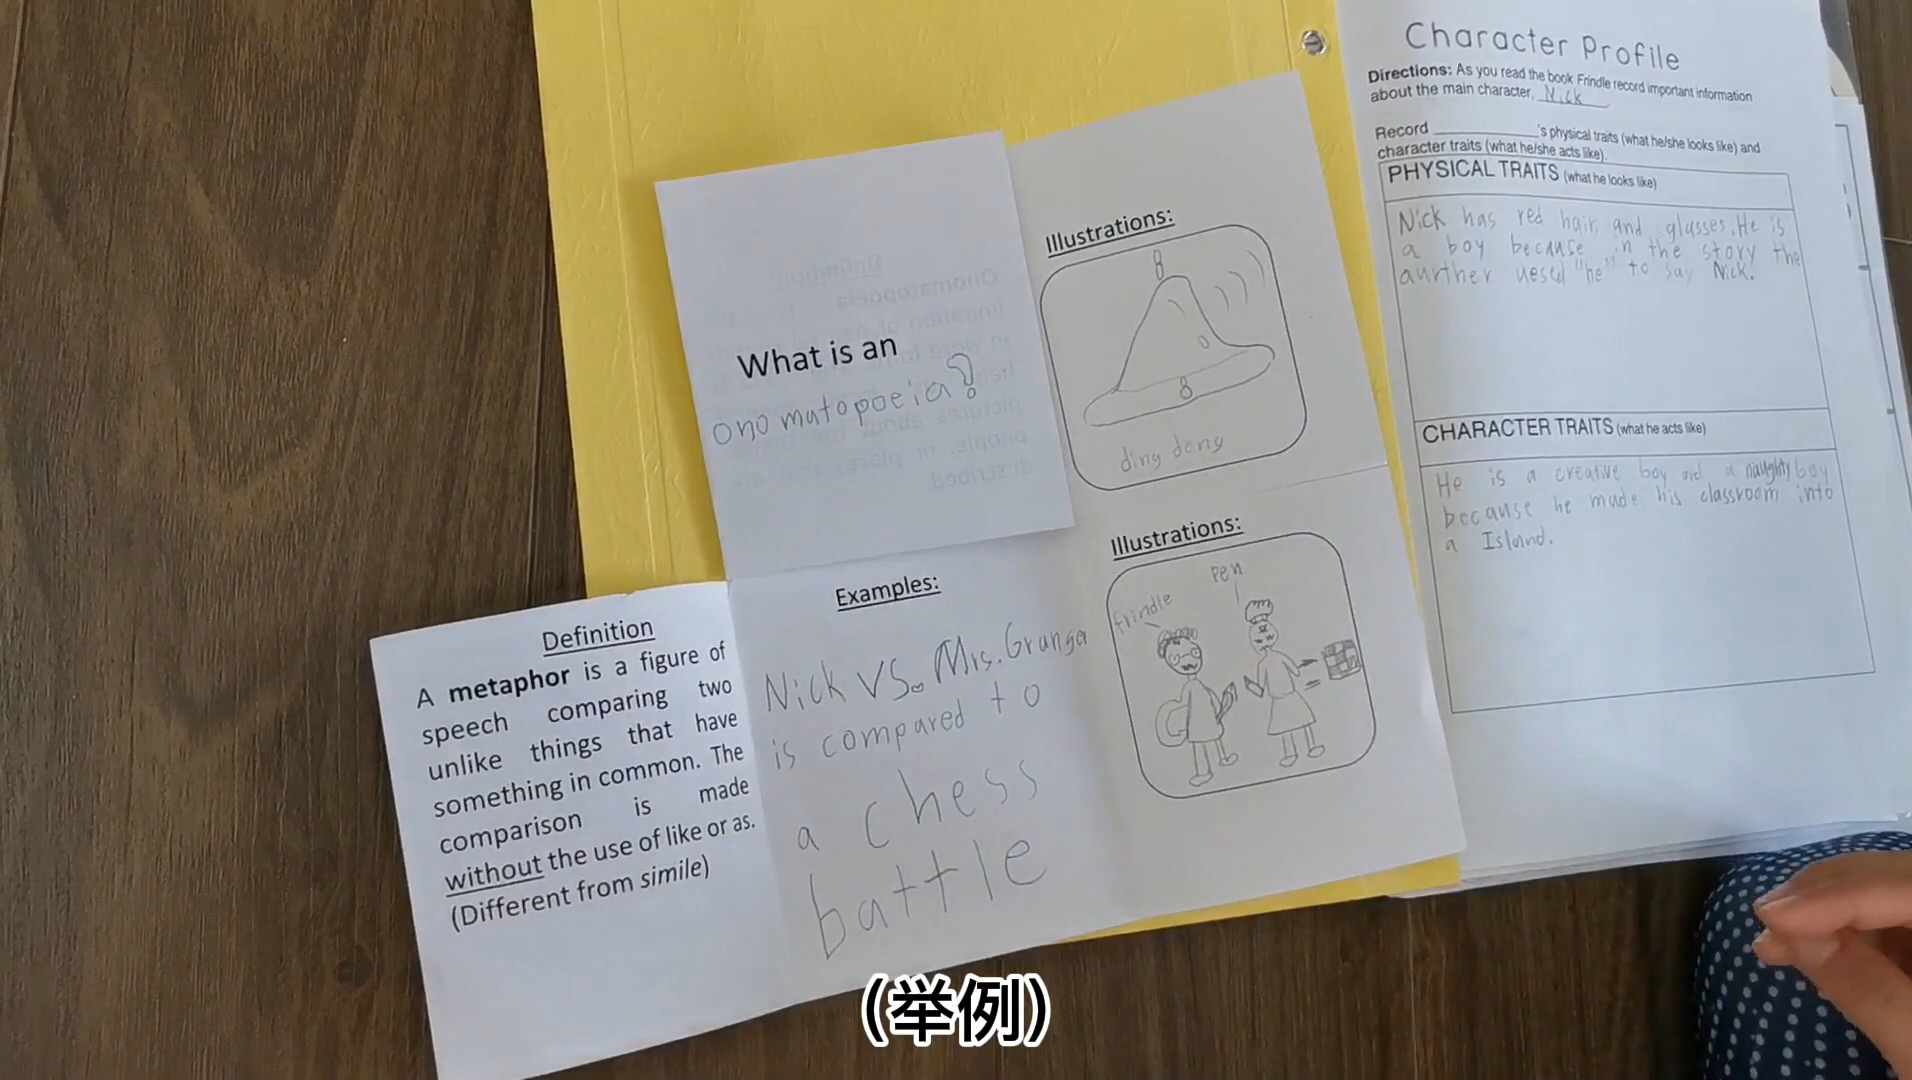 What is an
onomatopoeia?
Illustrations:
ding dong
Definition
A metaphor is a figure of
speech comparing two
unlike things that have
something in common. The
comparison is made
without the use of like or as.
(Different from simile)
Examples:
Nick VS. Mrs. Granger
is compared to
a chess
battle
Illustrations:
pen
frindle
Character Profile
Directions: As you read the book Frindle record important information
about the main character, Nick
Record ____________'s physical traits (what he/she looks like) and
character traits (what he/she acts like).
PHYSICAL TRAITS (what he looks like)
Nick has red hair and glasses. He is
a boy because in the story the
aurther uesed "he" to say Nick.
CHARACTER TRAITS (what he acts like)
He is a creative boy and a naughty boy
because he made his classroom into
a Island.
(举例)